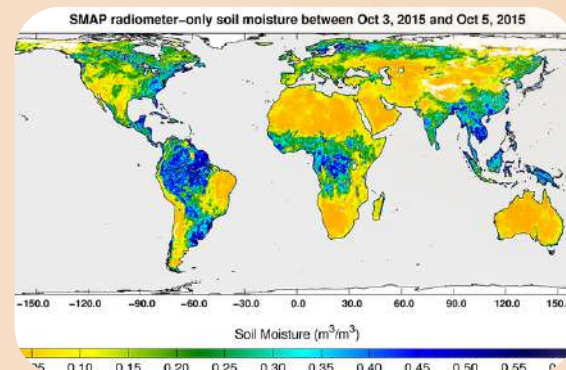 SMAP radiometer-only soil moisture between Oct 3, 2015 and Oct 5, 2015
-150.0 -120.0 -90.0 -60.0 -30.0 0.0 30.0 60.0 90.0 120.0
Soil Moisture (m³/m³)
0.10 0.15 0.20 0.25 0.30 0.35 0.40 0.45 0.50 0.55